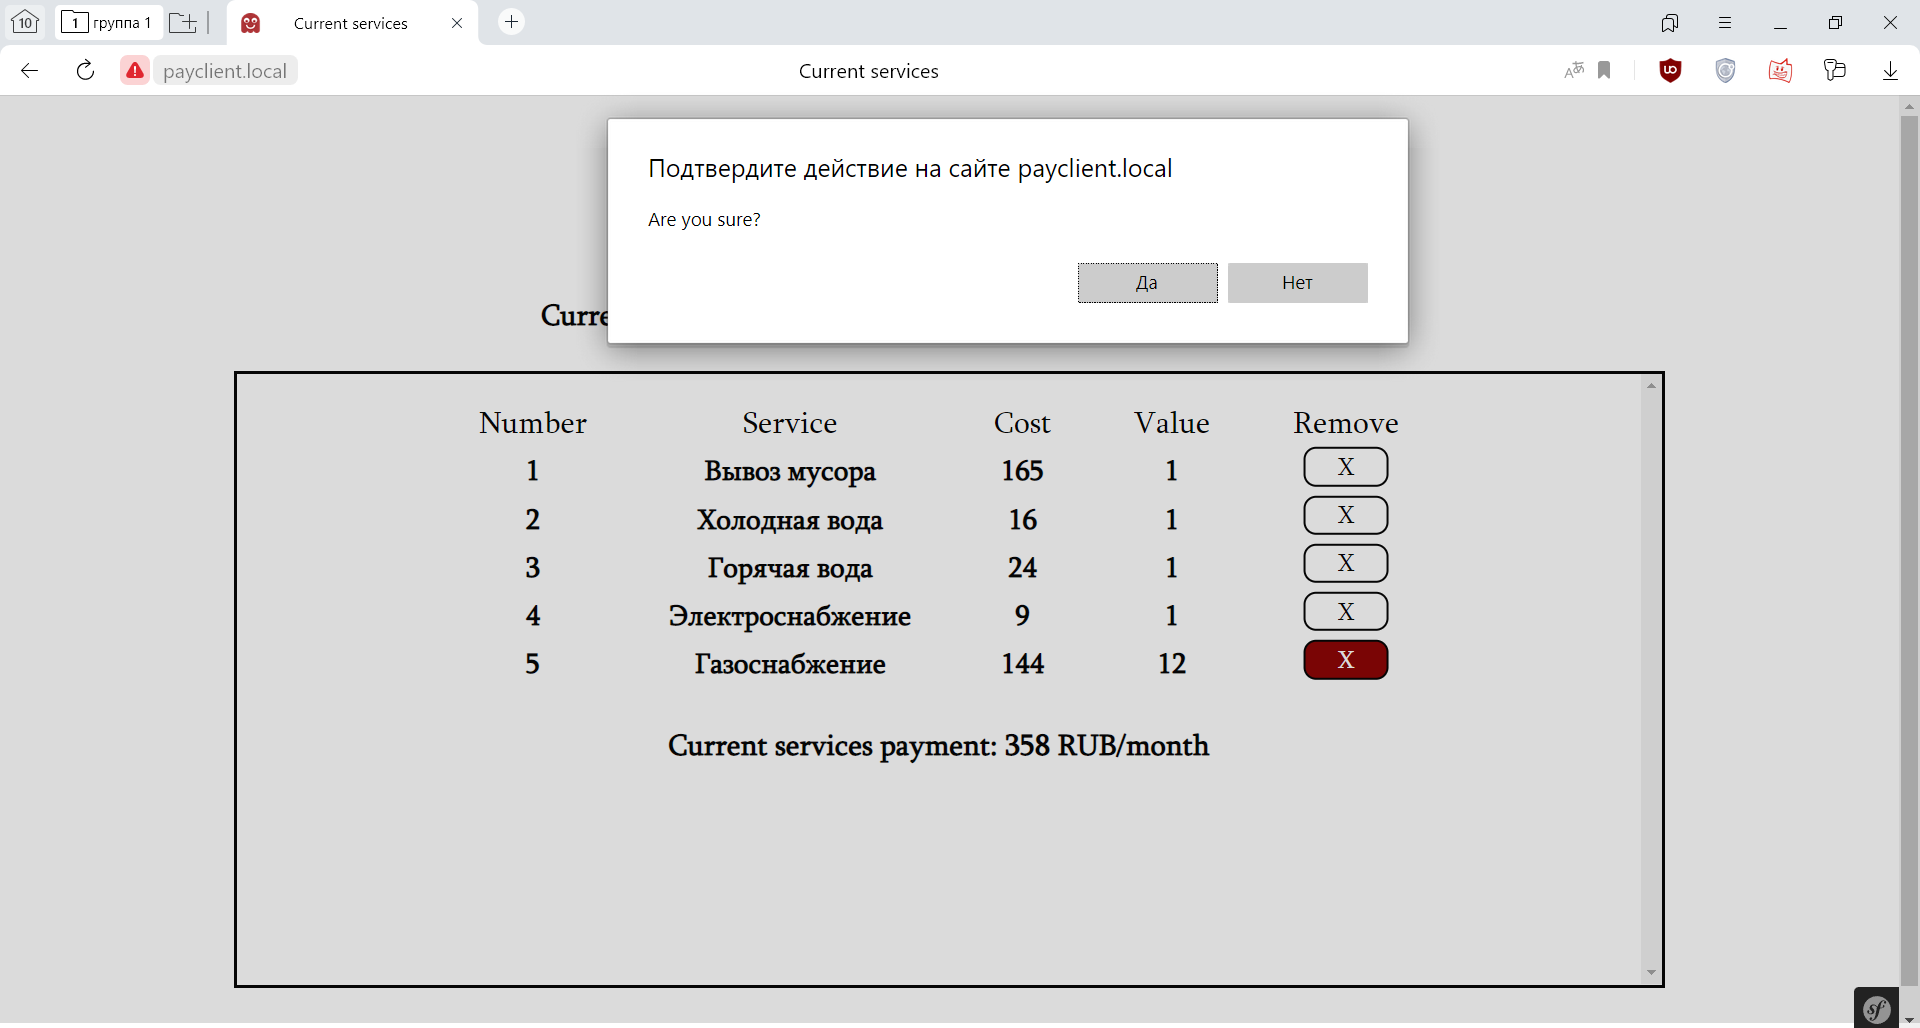 10 1 группа 1 Current services
payclient.local Current services
Подтвердите действие на сайте payclient.local
Are you sure?
Да Нет
Curre
Number Service Cost Value Remove
1 Вывоз мусора 165 1 X
2 Холодная вода 16 1 X
3 Горячая вода 24 1 X
4 Электроснабжение 9 1 X
5 Газоснабжение 144 12 X
Current services payment: 358 RUB/month
sf